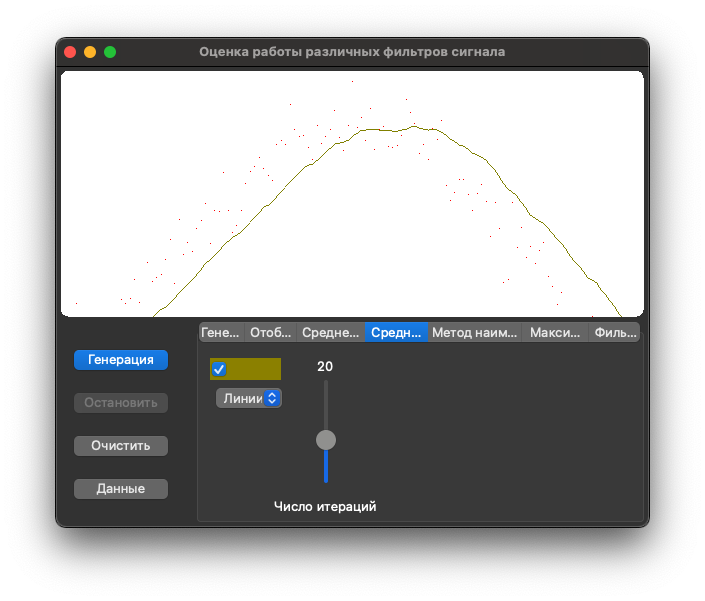 Оценка работы различных фильтров сигнала
Гене... Отоб... Средне... Средн... Метод наим... Макси... Филь...
Генерация
20
Остановить
Линии
Очистить
Данные
Число итераций